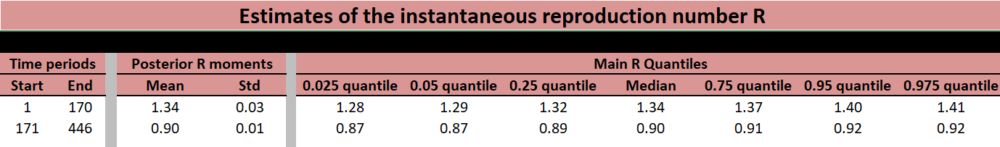 Estimates of the instantaneous reproduction number R
Time periods Posterior R moments Main R Quantiles
Start End Mean Std 0.025 quantile 0.05 quantile 0.25 quantile Median 0.75 quantile 0.95 quantile 0.975 quantile
1 170 1.34 0.03 1.28 1.29 1.32 1.34 1.37 1.40 1.41
171 446 0.90 0.01 0.87 0.87 0.89 0.90 0.91 0.92 0.92